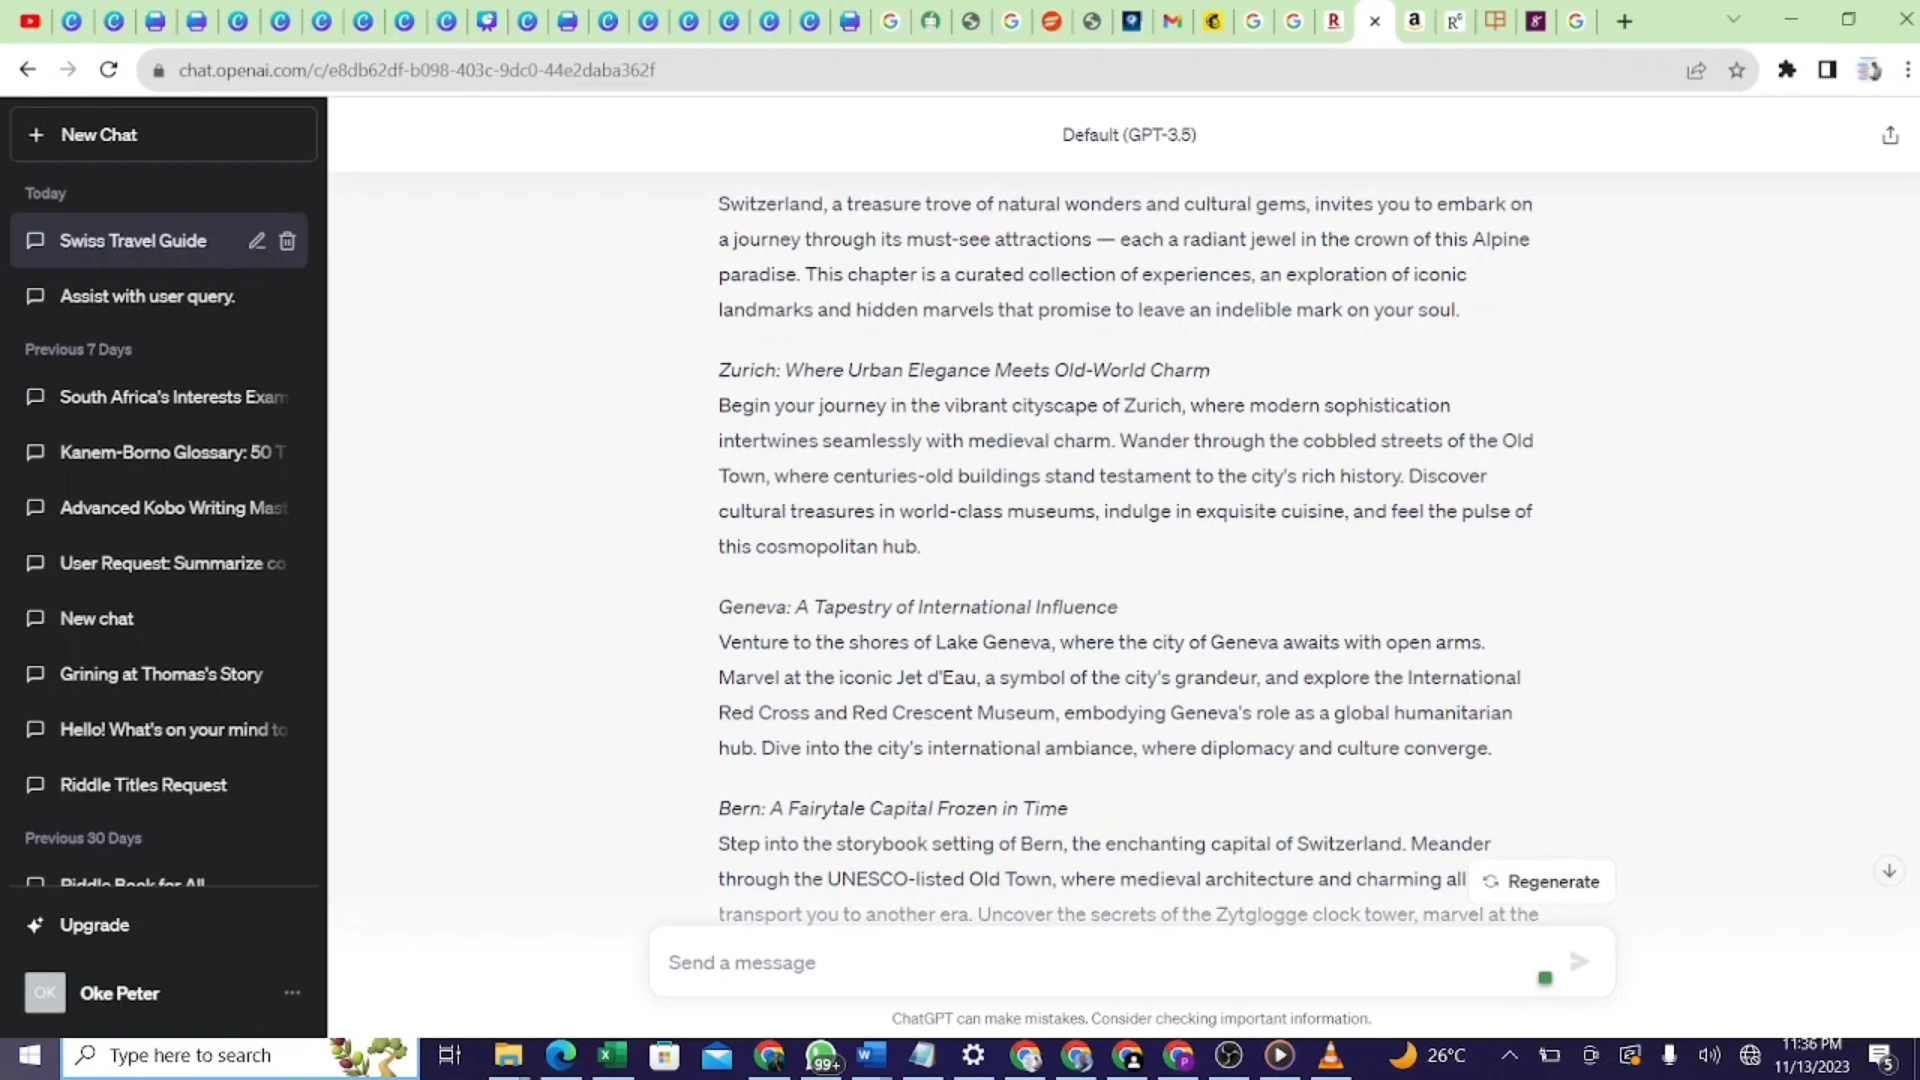 chat.openai.com/c/e8db62df-b098-403c-9dc0-44e2daba362f
New Chat
Default (GPT-3.5)
Today
Swiss Travel Guide
Assist with user query.
Previous 7 Days
South Africa's Interests Exam
Kanem-Borno Glossary: 50 T
Advanced Kobo Writing Mast
User Request: Summarize co
New chat
Grining at Thomas's Story
Hello! What's on your mind to
Riddle Titles Request
Previous 30 Days
Riddle Book for All
Upgrade
OK
Oke Peter
Switzerland, a treasure trove of natural wonders and cultural gems, invites you to embark on
a journey through its must-see attractions — each a radiant jewel in the crown of this Alpine
paradise. This chapter is a curated collection of experiences, an exploration of iconic
landmarks and hidden marvels that promise to leave an indelible mark on your soul.
Zurich: Where Urban Elegance Meets Old-World Charm
Begin your journey in the vibrant cityscape of Zurich, where modern sophistication
intertwines seamlessly with medieval charm. Wander through the cobbled streets of the Old
Town, where centuries-old buildings stand testament to the city's rich history. Discover
cultural treasures in world-class museums, indulge in exquisite cuisine, and feel the pulse of
this cosmopolitan hub.
Geneva: A Tapestry of International Influence
Venture to the shores of Lake Geneva, where the city of Geneva awaits with open arms.
Marvel at the iconic Jet d'Eau, a symbol of the city's grandeur, and explore the International
Red Cross and Red Crescent Museum, embodying Geneva's role as a global humanitarian
hub. Dive into the city's international ambiance, where diplomacy and culture converge.
Bern: A Fairytale Capital Frozen in Time
Step into the storybook setting of Bern, the enchanting capital of Switzerland. Meander
through the UNESCO-listed Old Town, where medieval architecture and charming all
transport you to another era. Uncover the secrets of the Zytglogge clock tower, marvel at the
Regenerate
Send a message
ChatGPT can make mistakes. Consider checking important information.
Type here to search
99+
26°C
11:36 PM
11/13/2023
5